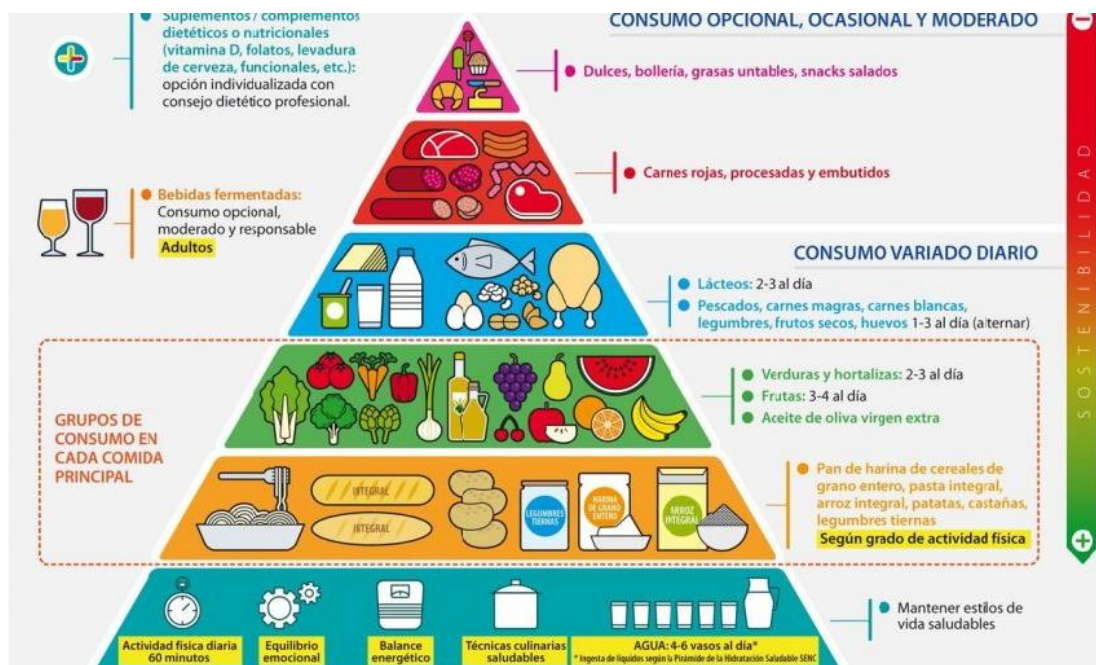 Suplementos / complementos
dietéticos o nutricionales
(vitamina D, folatos, levadura
de cerveza, funcionales, etc.):
opción individualizada con
consejo dietético profesional.
CONSUMO OPCIONAL, OCASIONAL Y MODERADO
Dulces, bollería, grasas untables, snacks salados
Carnes rojas, procesadas y embutidos
Bebidas fermentadas:
Consumo opcional,
moderado y responsable
Adultos
CONSUMO VARIADO DIARIO
Lácteos: 2-3 al día
Pescados, carnes magras, carnes blancas,
legumbres, frutos secos, huevos 1-3 al día (alternar)
SOSTENIBILIDAD
GRUPOS DE
CONSUMO EN
CADA COMIDA
PRINCIPAL
Verduras y hortalizas: 2-3 al día
Frutas: 3-4 al día
Aceite de oliva virgen extra
INTEGRAL
INTEGRAL
LEGUMBRES
TIERNAS
HARINA
DE GRANO
ENTERO
ARROZ
INTEGRAL
Pan de harina de cereales de
grano entero, pasta integral,
arroz integral, patatas, castañas,
legumbres tiernas
Según grado de actividad física
Actividad física diaria
60 minutos
Equilibrio
emocional
Balance
energético
Técnicas culinarias
saludables
AGUA: 4-6 vasos al día*
* Ingesta de líquidos según la Pirámide de la Hidratación Saludable SENC
Mantener estilos de
vida saludables